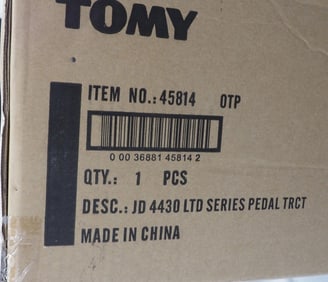 TOMY
ITEM NO.: 45814 OTP
0 00 36881 45814 2
QTY.: 1 PCS
DESC.: JD 4430 LTD SERIES PEDAL TRCT
MADE IN CHINA